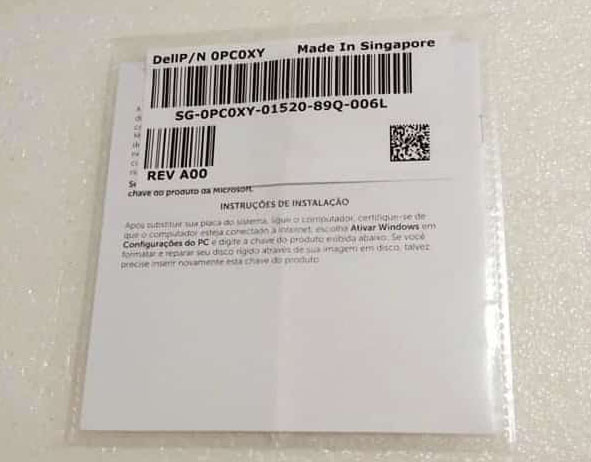 DellP/N 0PC0XY Made In Singapore
SG-0PC0XY-01520-89Q-006L
REV A00
chave do produto da Microsoft.
INSTRUÇÕES DE INSTALAÇÃO
Após substituir sua placa do sistema, ligue o computador, certifique-se de
que o computador esteja conectado à Internet, escolha Ativar Windows em
Configurações do PC e digite a chave do produto exibida abaixo. Se você
formatar e reparar seu disco rígido através de sua imagem em disco, talvez
precise inserir novamente esta chave do produto.